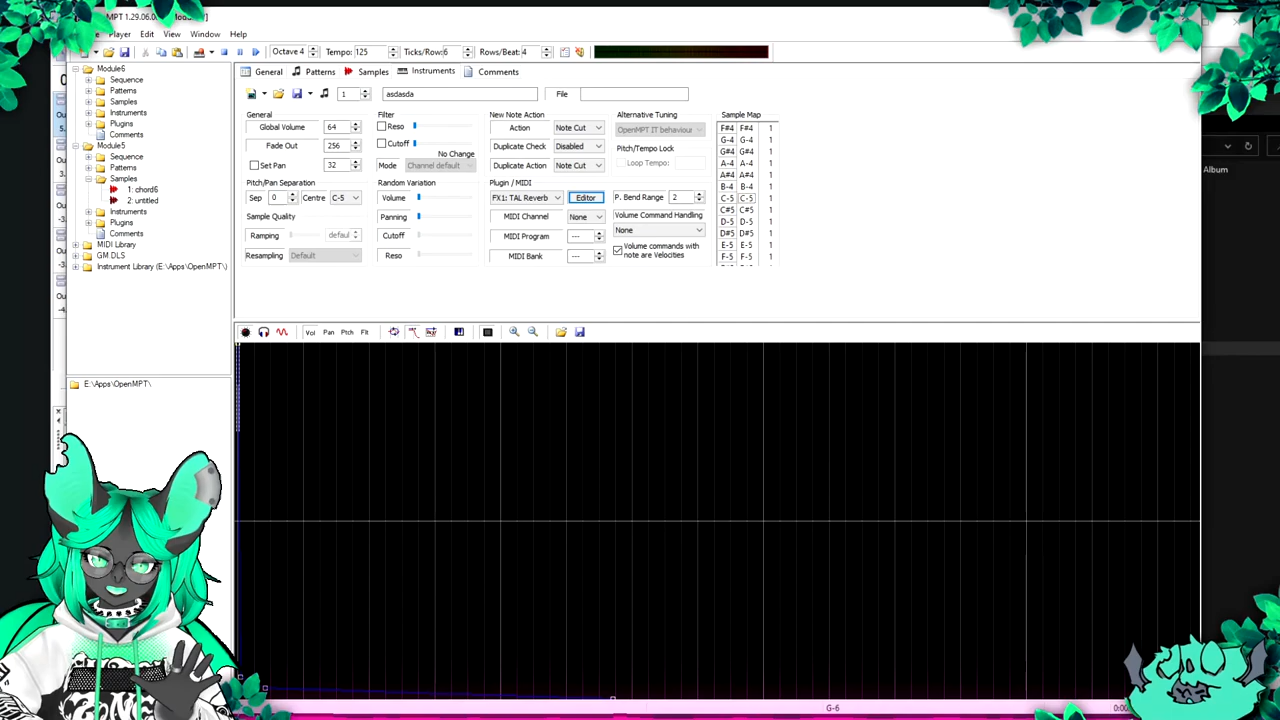 MPT 1.29.06.0
Player Edit View Window Help
Octave 4 Tempo: 125 Ticks/Row: 6 Rows/Beat: 4
General Patterns Samples Instruments Comments
1 asdasda File
Module6
Sequence
Patterns
Samples
Instruments
Plugins
Comments
Module5
Sequence
Patterns
Samples
1: chord6
2: untitled
Instruments
Plugins
Comments
MIDI Library
GM DLS
Instrument Library (E:\Apps\OpenMPT\)
E:\Apps\OpenMPT\
General
Global Volume 64
Fade Out 256
Set Pan 32
Pitch/Pan Separation
Sep 0 Centre C-5
Sample Quality
Ramping defaul
Resampling Default
Filter
Reso
Cutoff
No Change
Mode Channel default
Random Variation
Volume
Panning
Cutoff
Reso
New Note Action
Action Note Cut
Duplicate Check Disabled
Duplicate Action Note Cut
Plugin / MIDI
FX1: TAL Reverb Editor
MIDI Channel None
MIDI Program ---
MIDI Bank ---
Alternative Tuning
OpenMPT IT behaviour
Pitch/Tempo Lock
Loop Tempo:
P. Bend Range 2
Volume Command Handling
None
Volume commands with
note are Velocities
Sample Map
F#4 F#4 1
G-4 G-4 1
G#4 G#4 1
A-4 A-4 1
A#4 A#4 1
B-4 B-4 1
C-5 C-5 1
C#5 C#5 1
D-5 D-5 1
D#5 D#5 1
E-5 E-5 1
F-5 F-5 1
Vol Pan Ptch Flt
G-6
Album